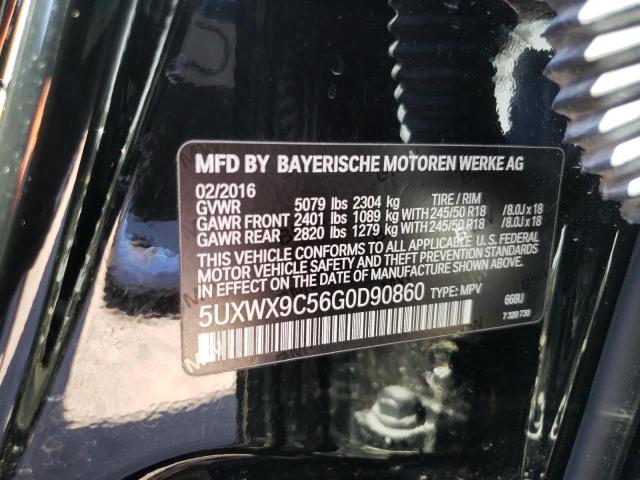 MFD BY BAYERISCHE MOTOREN WERKE AG
02/2016 TIRE / RIM
GVWR 5079 lbs 2304 kg
GAWR FRONT 2401 lbs 1089 kg WITH 245/50 R18 /8.0J x 18
GAWR REAR 2820 lbs 1279 kg WITH 245/50 R18 /8.0J x 18
THIS VEHICLE CONFORMS TO ALL APPLICABLE U.S. FEDERAL
MOTOR VEHICLE SAFETY AND THEFT PREVENTION STANDARDS
IN EFFECT ON THE DATE OF MANUFACTURE SHOWN ABOVE.
5UXWX9C56G0D90860 TYPE: MPV 668U
7 320 730